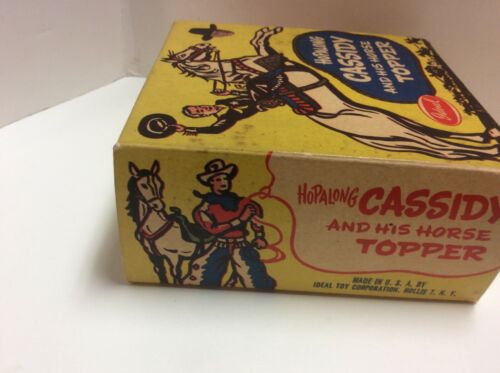 HOPALONG
CASSIDY
AND HIS HORSE
TOPPER
Ideal
HOPALONG CASSIDY
AND HIS HORSE
TOPPER
MADE IN U. S. A. BY
IDEAL TOY CORPORATION, HOLLIS 7, N. Y.